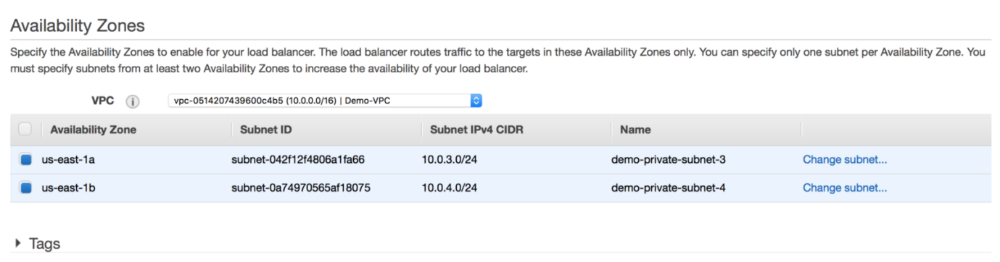 Availability Zones
Specify the Availability Zones to enable for your load balancer. The load balancer routes traffic to the targets in these Availability Zones only. You can specify only one subnet per Availability Zone. You
must specify subnets from at least two Availability Zones to increase the availability of your load balancer.
VPC i vpc-0514207439600c4b5 (10.0.0.0/16) | Demo-VPC
Availability Zone Subnet ID Subnet IPv4 CIDR Name
us-east-1a subnet-042f12f4806a1fa66 10.0.3.0/24 demo-private-subnet-3 Change subnet...
us-east-1b subnet-0a74970565af18075 10.0.4.0/24 demo-private-subnet-4 Change subnet...
Tags